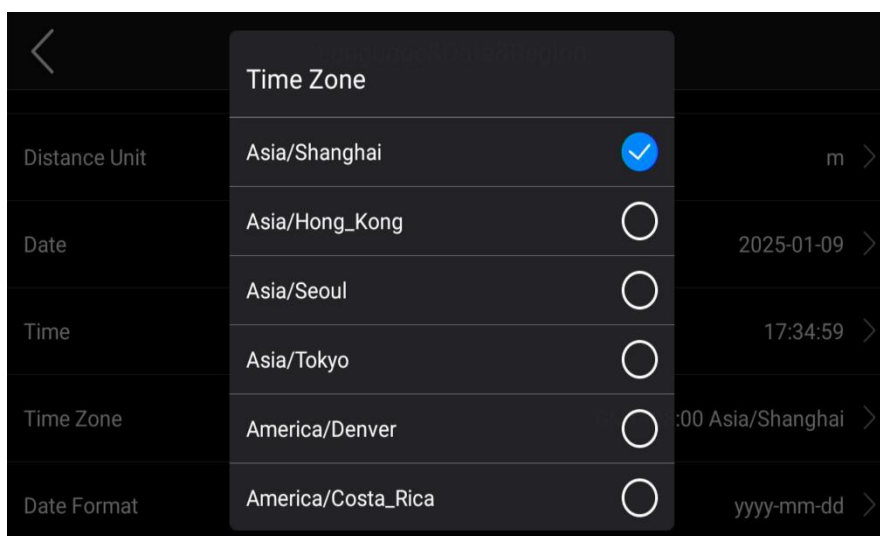 Time Zone
Distance Unit
Asia/Shanghai
m
Date
Asia/Hong_Kong
2025-01-09
Asia/Seoul
Time
Asia/Tokyo
17:34:59
Time Zone
America/Denver
:00 Asia/Shanghai
Date Format
America/Costa_Rica
yyyy-mm-dd